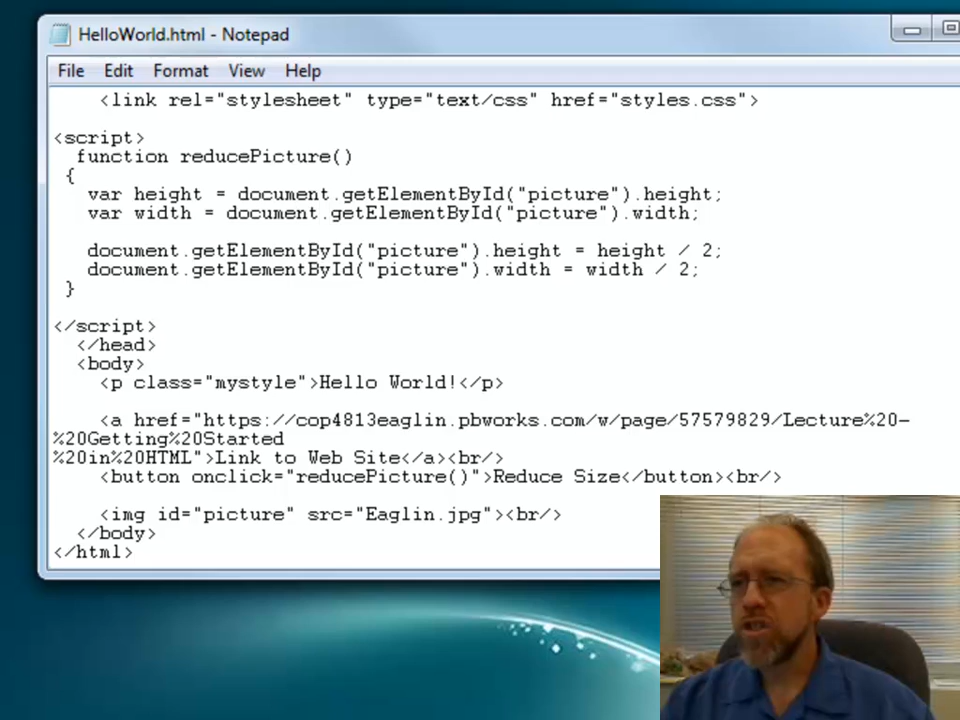 HelloWorld.html - Notepad
File Edit Format View Help
<link rel="stylesheet" type="text/css" href="styles.css">
<script>
function reducePicture()
{
var height = document.getElementById("picture").height;
var width = document.getElementById("picture").width;
document.getElementById("picture").height = height / 2;
document.getElementById("picture").width = width / 2;
}
</script>
</head>
<body>
<p class="mystyle">Hello World!</p>
<a href="https://cop4813eaglin.pbworks.com/w/page/57579829/Lecture%20-
%20Getting%20Started
%20in%20HTML">Link to Web Site</a><br/>
<button onclick="reducePicture()">Reduce Size</button><br/>
<img id="picture" src="Eaglin.jpg"><br/>
</body>
</html>